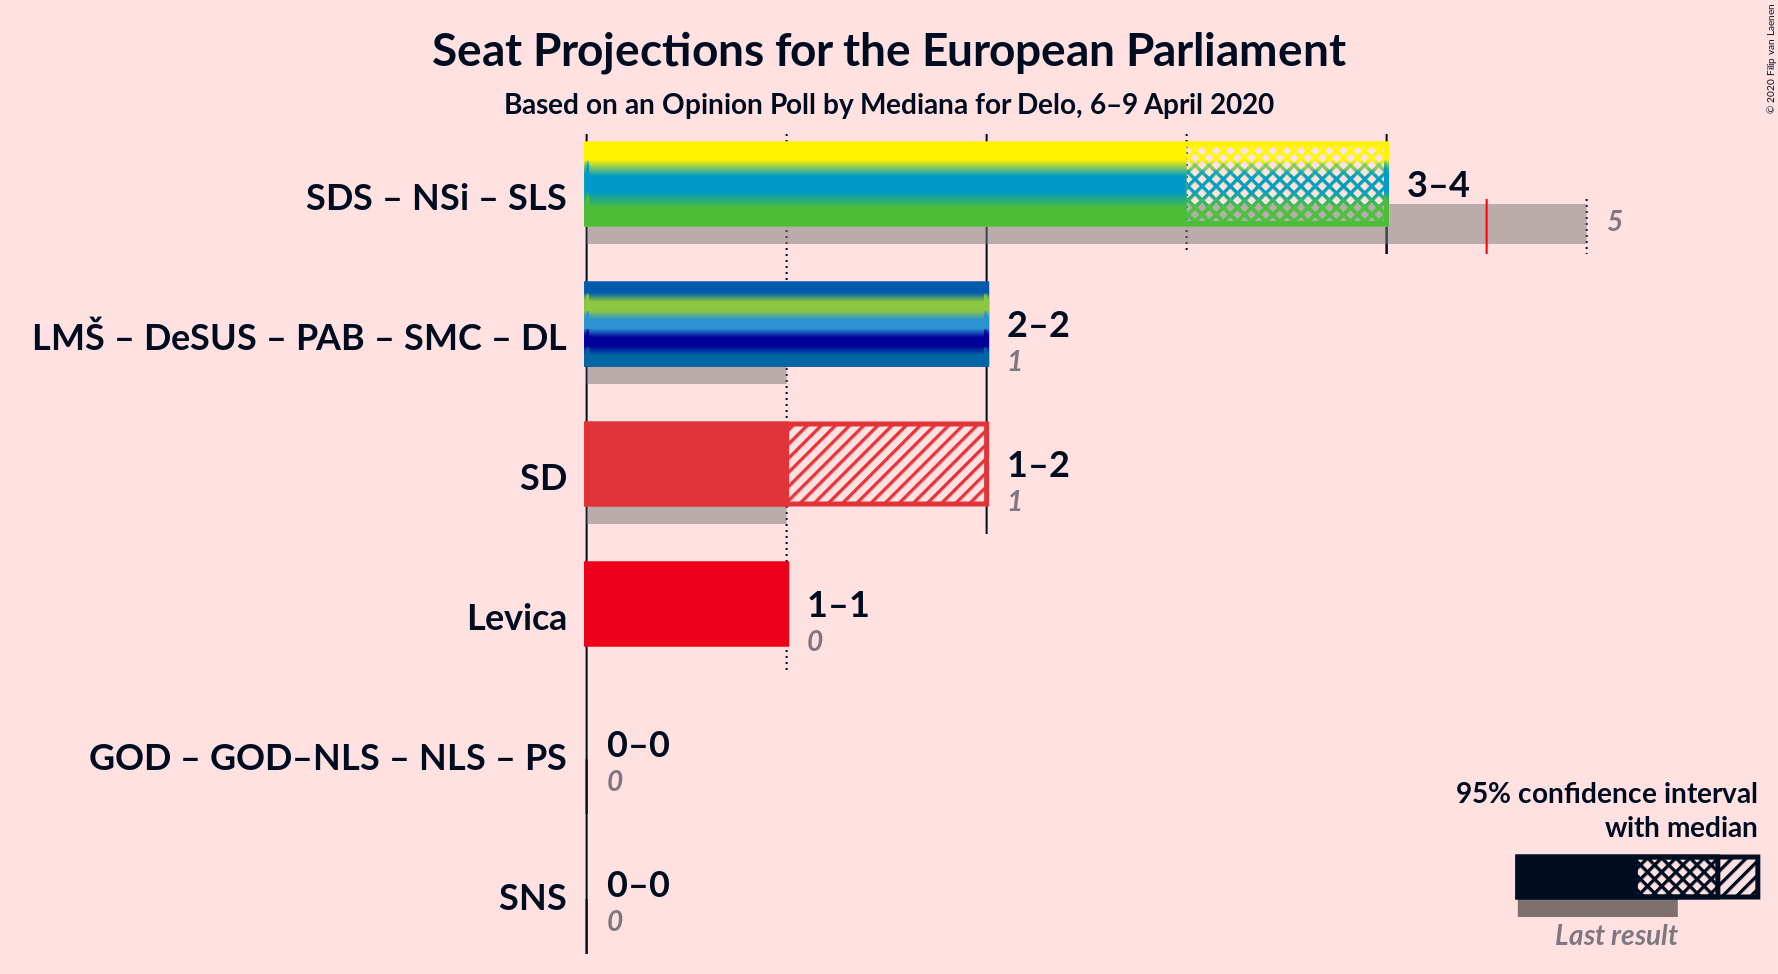 Seat Projections for the European Parliament
Based on an Opinion Poll by Mediana for Delo, 6–9 April 2020
© 2020 Filip van Laenen
SDS – NSi – SLS
3–4
5
LMŠ – DeSUS – PAB – SMC – DL
2–2
1
SD
1–2
1
Levica
1–1
0
GOD – GOD–NLS – NLS – PS
0–0
0
SNS
0–0
0
95% confidence interval
with median
Last result